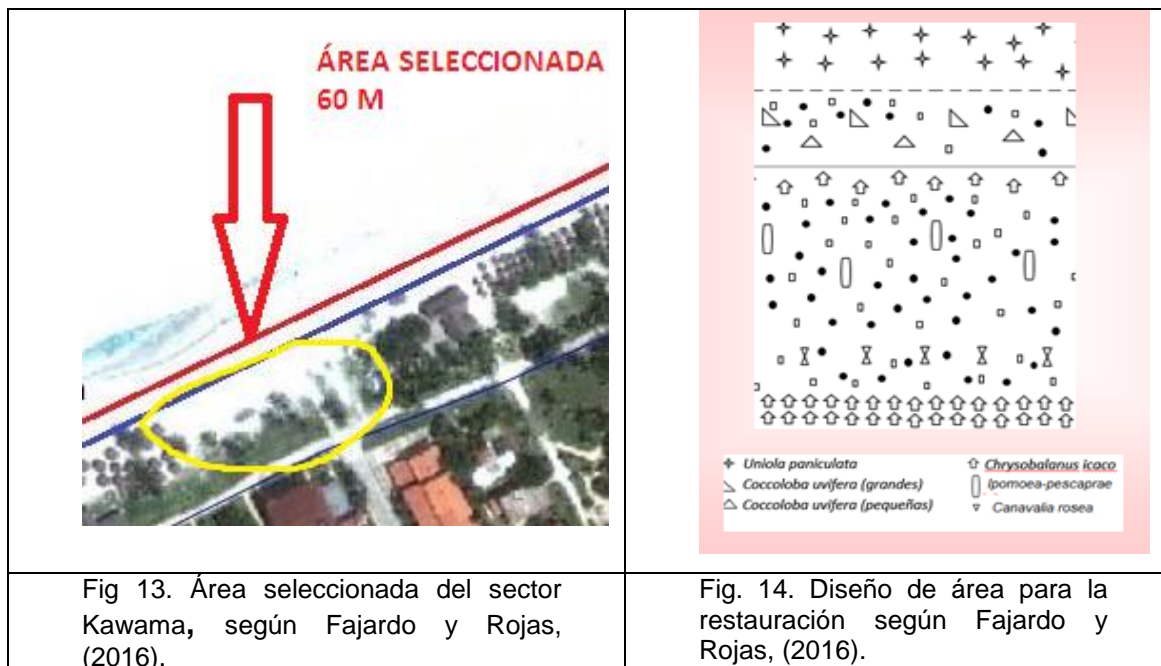 ÁREA SELECCIONADA
60 M
Uniola paniculata
Coccoloba uvifera (grandes)
Coccoloba uvifera (pequeñas)
Chrysobalanus icaco
Ipomoea-pescaprae
Canavalia rosea
Fig 13. Área seleccionada del sector
Kawama, según Fajardo y Rojas,
(2016).
Fig. 14. Diseño de área para la
restauración según Fajardo y
Rojas, (2016).